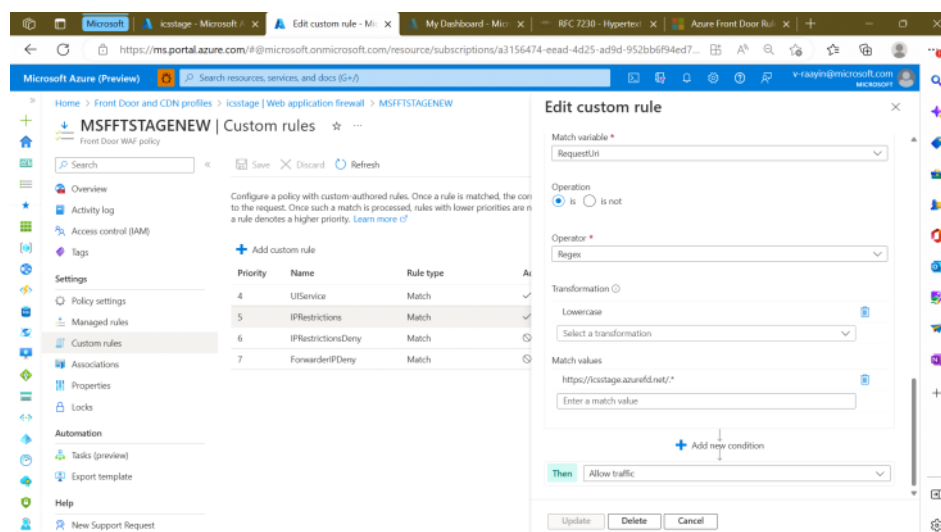 Microsoft
icsstage - Microsoft A
Edit custom rule - Mic
My Dashboard - Micr
RFC 7230 - Hypertext
Azure Front Door Rul
https://ms.portal.azure.com/#@microsoft.onmicrosoft.com/resource/subscriptions/a3156474-eead-4d25-ad9d-952bb6f94ed7...
Microsoft Azure (Preview)
Search resources, services, and docs (G+/)
v-raayin@microsoft.com
MICROSOFT
Home > Front Door and CDN profiles > icsstage | Web application firewall > MSFFTSTAGENEW
MSFFTSTAGENEW | Custom rules
Front Door WAF policy
Search
Overview
Activity log
Access control (IAM)
Tags
Settings
Policy settings
Managed rules
Custom rules
Associations
Properties
Locks
Automation
Tasks (preview)
Export template
Help
New Support Request
Save Discard Refresh
Configure a policy with custom-authored rules. Once a rule is matched, the con
to the request. Once such a match is processed, rules with lower priorities are n
a rule denotes a higher priority. Learn more
Add custom rule
Priority Name Rule type Ac
4 UIService Match
5 IPRestrictions Match
6 IPRestrictionsDeny Match
7 ForwarderIPDeny Match
Edit custom rule
Match variable *
RequestUri
Operation
is is not
Operator *
Regex
Transformation
Lowercase
Select a transformation
Match values
https://icsstage.azurefd.net/.*
Enter a match value
Add new condition
Then Allow traffic
Update Delete Cancel